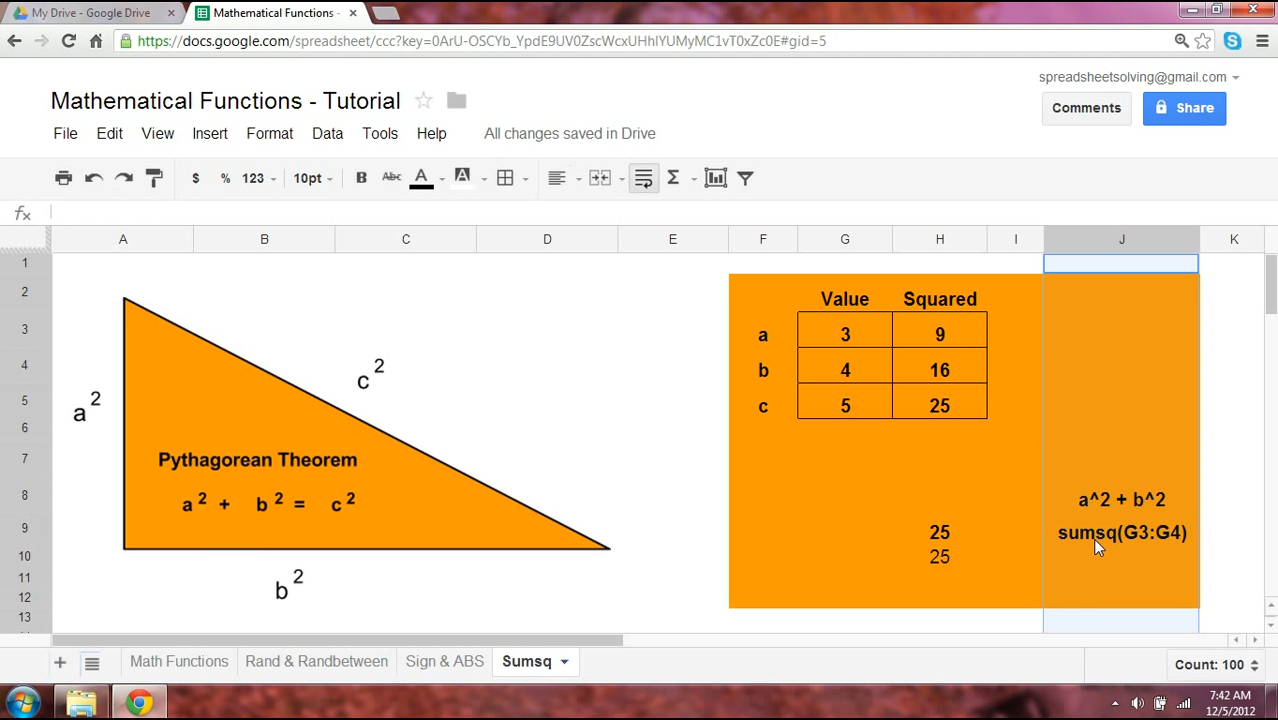 My Drive - Google Drive × Mathematical Functions - ×
https://docs.google.com/spreadsheet/ccc?key=0ArU-OSCYb_YpdE9UV0ZscWcxUHhlYUMyMC1vT0xZc0E#gid=5
spreadsheetsolving@gmail.com
Mathematical Functions - Tutorial
Comments Share
File Edit View Insert Format Data Tools Help All changes saved in Drive
$ % 123 10pt B Abc A A Σ
fx
A B C D E F G H I J K
1
2 Value Squared
3 a 3 9
4 c 2 b 4 16
5 a 2 c 5 25
6
7 Pythagorean Theorem
8 a 2 + b 2 = c 2 a^2 + b^2
9 25 sumsq(G3:G4)
10 25
11 b 2
12
13
+ Math Functions Rand & Randbetween Sign & ABS Sumsq Count: 100
7:42 AM
12/5/2012